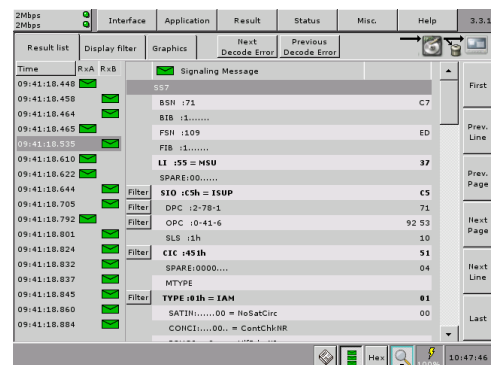 2Mbps
2Mbps
Interface Application Result Status Misc. Help 3.3.1
Result list Display filter Graphics Next Decode Error Previous Decode Error
Time RxA RxB Signaling Message
09:41:18.448 SS7 First
09:41:18.458 BSN :71 C7
09:41:18.464 BIB :1.......
09:41:18.465 FSN :109 ED Prev. Line
09:41:18.535 FIB :1.......
09:41:18.610 LI :55 = MSU 37
09:41:18.622 SPARE:00...... Prev. Page
09:41:18.644 Filter SIO :C5h = ISUP C5
09:41:18.705 Filter DPC :2-78-1 71
09:41:18.792 Filter OPC :0-41-6 92 53 Next Page
09:41:18.801 SLS :1h 10
09:41:18.824 Filter CIC :451h 51
09:41:18.832 SPARE:0000.... 04 Next Line
09:41:18.837 MTYPE
09:41:18.845 Filter TYPE :01h = IAM 01
09:41:18.860 SATIN:......00 = NoSatCirc 00 Last
09:41:18.884 CONCI:....00.. = ContChkNR
Hex 100% 10:47:46